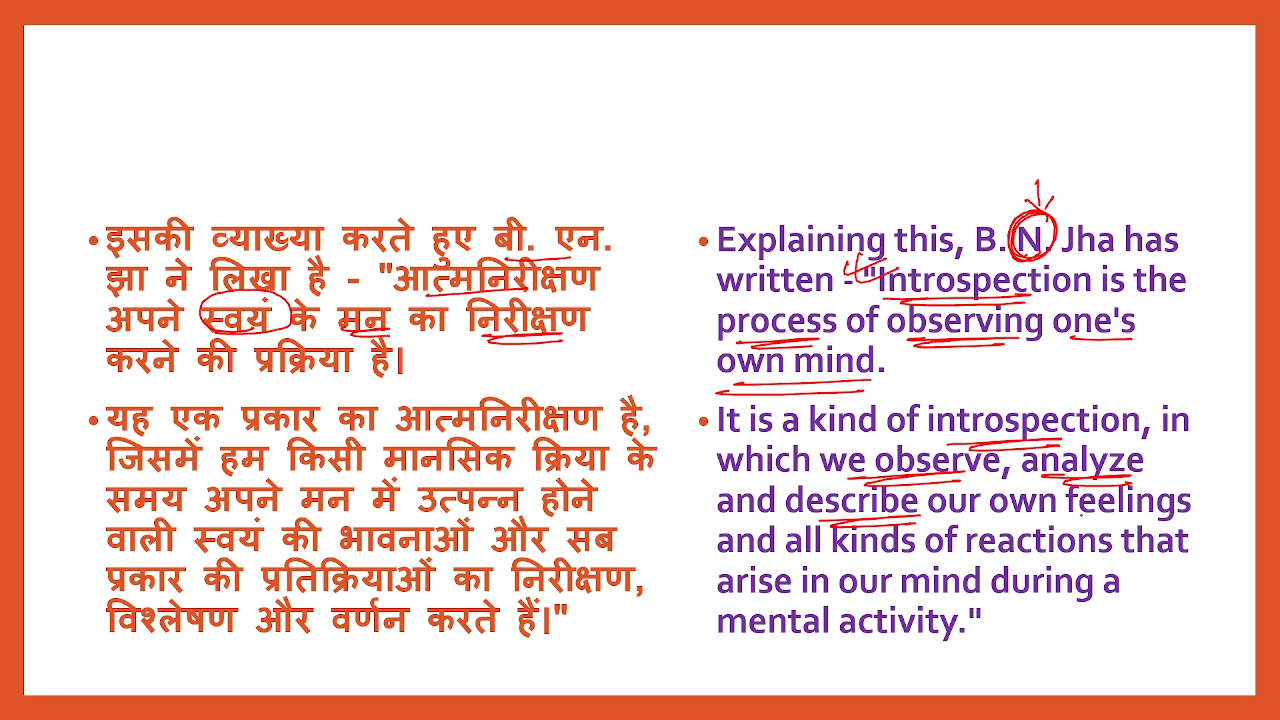 • इसकी व्याख्या करते हुए बी. एन.
झा ने लिखा है - "आत्मनिरीक्षण
अपने स्वयं के मन का निरीक्षण
करने की प्रक्रिया है।
• यह एक प्रकार का आत्मनिरीक्षण है,
जिसमें हम किसी मानसिक क्रिया के
समय अपने मन में उत्पन्न होने
वाली स्वयं की भावनाओं और सब
प्रकार की प्रतिक्रियाओं का निरीक्षण,
विश्लेषण और वर्णन करते हैं।"
• Explaining this, B. N. Jha has
written - "Introspection is the
process of observing one's
own mind.
• It is a kind of introspection, in
which we observe, analyze
and describe our own feelings
and all kinds of reactions that
arise in our mind during a
mental activity."